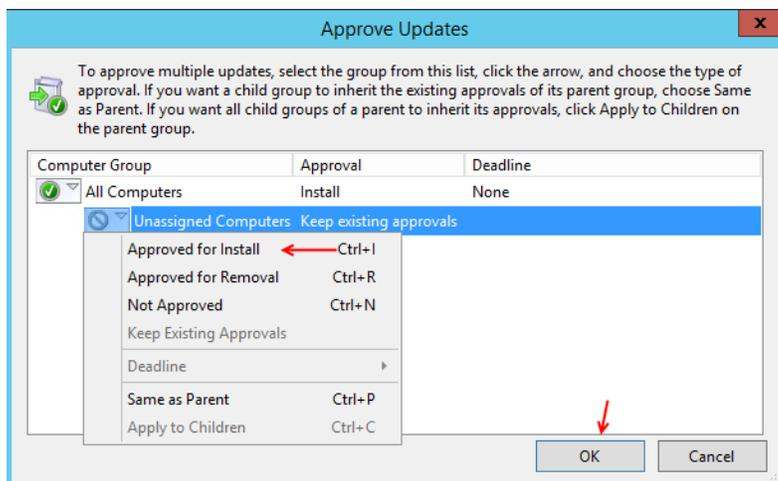 Approve Updates
x
To approve multiple updates, select the group from this list, click the arrow, and choose the type of
approval. If you want a child group to inherit the existing approvals of its parent group, choose Same
as Parent. If you want all child groups of a parent to inherit its approvals, click Apply to Children on
the parent group.
Computer Group Approval Deadline
All Computers Install None
Unassigned Computers Keep existing approvals
Approved for Install Ctrl+I
Approved for Removal Ctrl+R
Not Approved Ctrl+N
Keep Existing Approvals
Deadline
Same as Parent Ctrl+P
Apply to Children Ctrl+C
OK Cancel